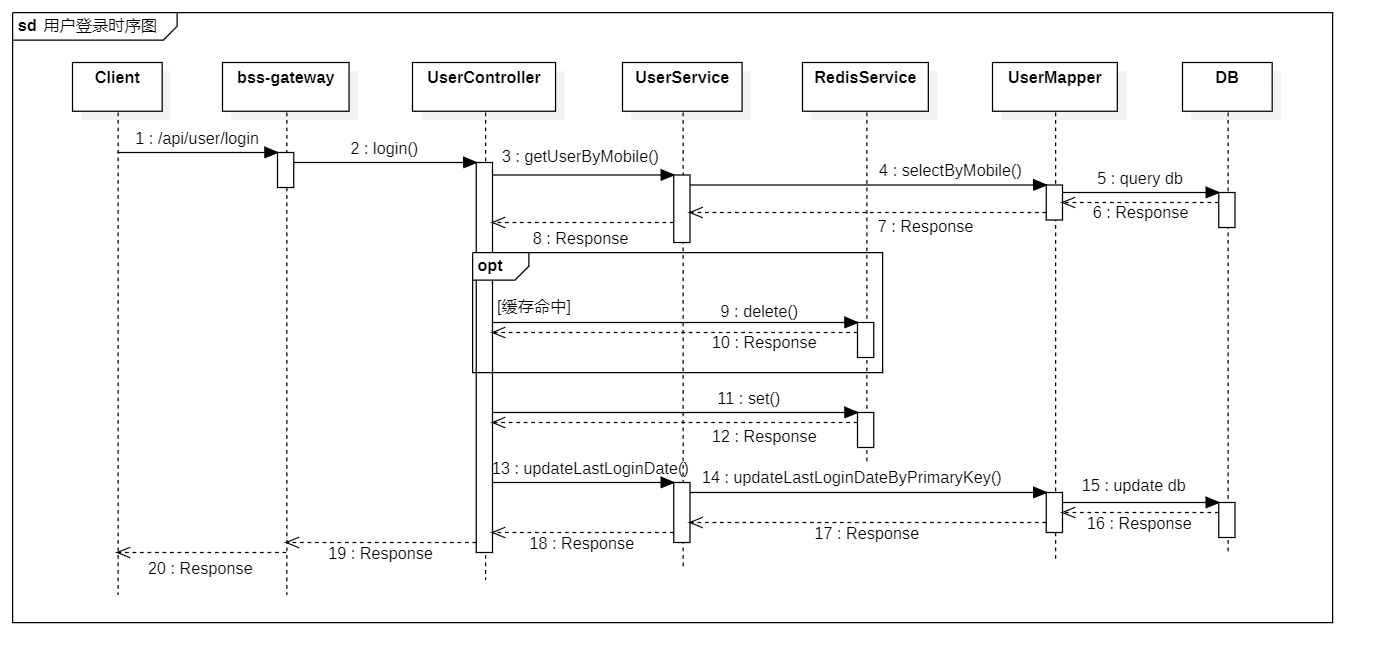 sd 用户登录时序图
Client
bss-gateway
UserController
UserService
RedisService
UserMapper
DB
1 : /api/user/login
2 : login()
3 : getUserByMobile()
4 : selectByMobile()
5 : query db
6 : Response
7 : Response
8 : Response
opt
[缓存命中]
9 : delete()
10 : Response
11 : set()
12 : Response
13 : updateLastLoginDate()
14 : updateLastLoginDateByPrimaryKey()
15 : update db
16 : Response
17 : Response
18 : Response
19 : Response
20 : Response